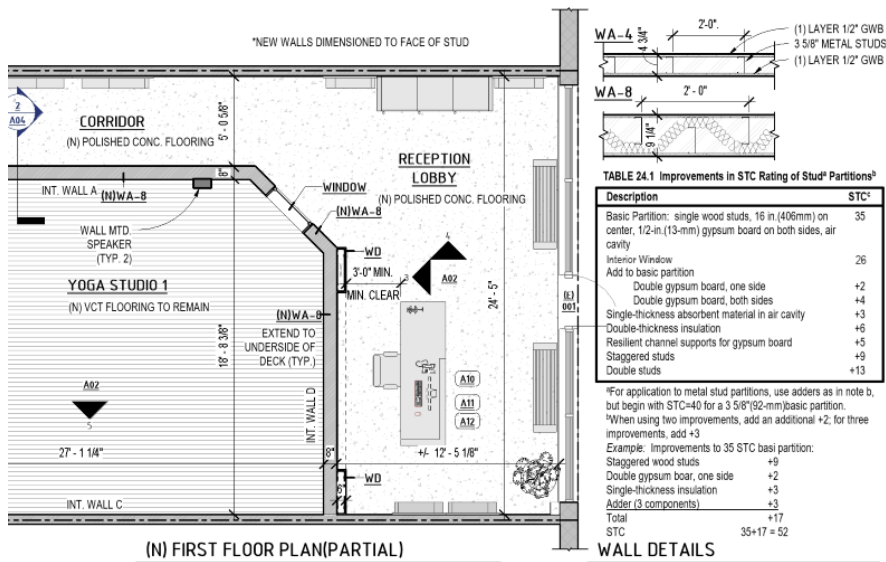 *NEW WALLS DIMENSIONED TO FACE OF STUD
2
A04
CORRIDOR
(N) POLISHED CONC. FLOORING
5' - 0 5/8"
8"
INT. WALL A
(N)WA-8
WALL MTD.
SPEAKER
(TYP. 2)
WINDOW
(N)WA-8
RECEPTION
LOBBY
(N) POLISHED CONC. FLOORING
WD
3'-0" MIN.
MIN. CLEAR
4
3
A02
YOGA STUDIO 1
(N) VCT FLOORING TO REMAIN
(N)WA-8
EXTEND TO
UNDERSIDE OF
DECK (TYP.)
18' - 8 3/8"
24' - 5"
(E)
001
A02
5
INT. WALL D
A10
A11
A12
27' - 1 1/4"
8"
+/- 12' - 5 1/8"
WD
6"
INT. WALL C
(N) FIRST FLOOR PLAN(PARTIAL)
WA-4
4 3/4"
2'-0".
(1) LAYER 1/2" GWB
3 5/8" METAL STUDS
(1) LAYER 1/2" GWB
WA-8
2' - 0"
9 1/4"
TABLE 24.1 Improvements in STC Rating of Studª Partitionsᵇ
Description STCᶜ
Basic Partition: single wood studs, 16 in.(406mm) on 35
center, 1/2-in.(13-mm) gypsum board on both sides, air
cavity
Interior Window 26
Add to basic partition
Double gypsum board, one side +2
Double gypsum board, both sides +4
Single-thickness absorbent material in air cavity +3
Double-thickness insulation +6
Resilient channel supports for gypsum board +5
Staggered studs +9
Double studs +13
ªFor application to metal stud partitions, use adders as in note b,
but begin with STC=40 for a 3 5/8"(92-mm)basic partition.
ᵇWhen using two improvements, add an additional +2; for three
improvements, add +3
Example: Improvements to 35 STC basi partition:
Staggered wood studs +9
Double gypsum boar, one side +2
Single-thickness insulation +3
Adder (3 components) +3
Total +17
STC 35+17 = 52
WALL DETAILS